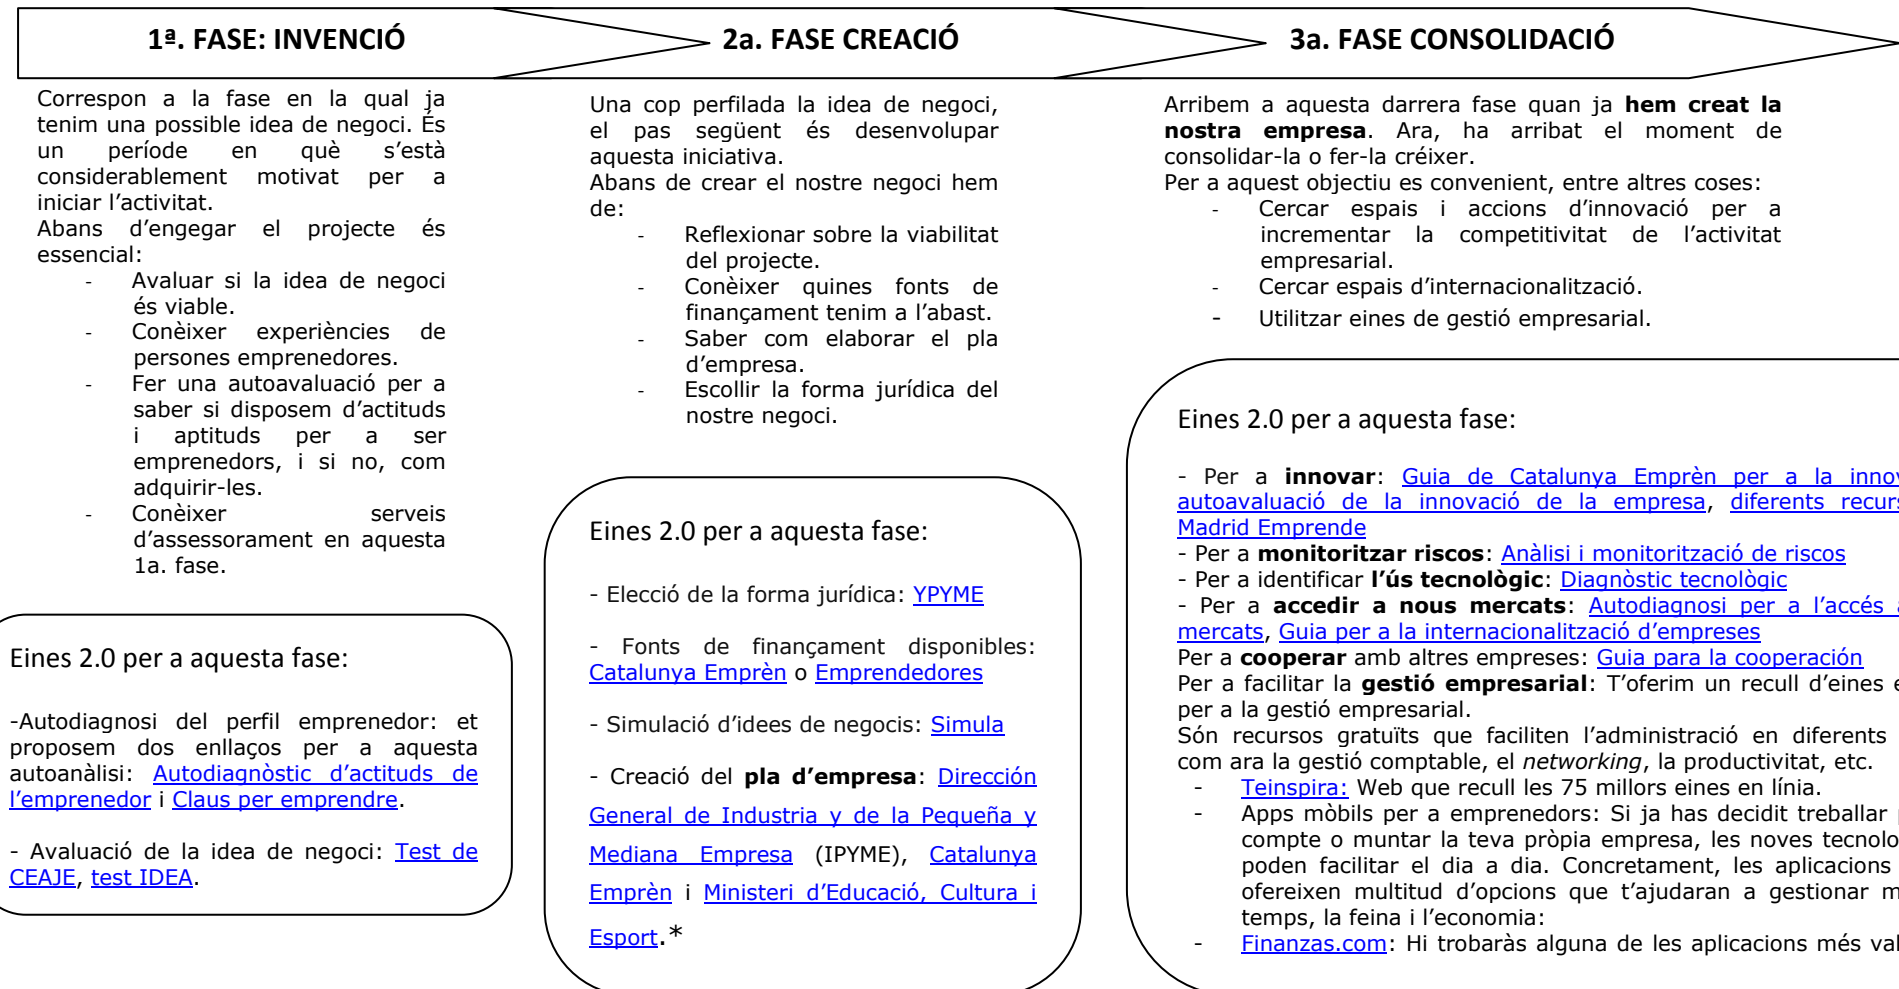 1ª. FASE: INVENCIÓ
2a. FASE CREACIÓ
3a. FASE CONSOLIDACIÓ
Correspon a la fase en la qual ja
tenim una possible idea de negoci. És
un període en què s’està
considerablement motivat per a
iniciar l’activitat.
Abans d’engegar el projecte és
essencial:
- Avaluar si la idea de negoci
és viable.
- Conèixer experiències de
persones emprenedores.
- Fer una autoavaluació per a
saber si disposem d’actituds
i aptituds per a ser
emprenedors, i si no, com
adquirir-les.
- Conèixer serveis
d’assessorament en aquesta
1a. fase.
Eines 2.0 per a aquesta fase:
-Autodiagnosi del perfil emprenedor: et
proposem dos enllaços per a aquesta
autoanàlisi: Autodiagnòstic d’actituds de
l’emprenedor i Claus per emprendre.
- Avaluació de la idea de negoci: Test de
CEAJE, test IDEA.
Una cop perfilada la idea de negoci,
el pas següent és desenvolupar
aquesta iniciativa.
Abans de crear el nostre negoci hem
de:
- Reflexionar sobre la viabilitat
del projecte.
- Conèixer quines fonts de
finançament tenim a l’abast.
- Saber com elaborar el pla
d’empresa.
- Escollir la forma jurídica del
nostre negoci.
Eines 2.0 per a aquesta fase:
- Elecció de la forma jurídica: YPYME
- Fonts de finançament disponibles:
Catalunya Emprèn o Emprendedores
- Simulació d’idees de negocis: Simula
- Creació del pla d’empresa: Dirección
General de Industria y de la Pequeña y
Mediana Empresa (IPYME), Catalunya
Emprèn i Ministeri d’Educació, Cultura i
Esport.*
Arribem a aquesta darrera fase quan ja hem creat la
nostra empresa. Ara, ha arribat el moment de
consolidar-la o fer-la créixer.
Per a aquest objectiu es convenient, entre altres coses:
- Cercar espais i accions d’innovació per a
incrementar la competitivitat de l’activitat
empresarial.
- Cercar espais d’internacionalització.
- Utilitzar eines de gestió empresarial.
Eines 2.0 per a aquesta fase:
- Per a innovar: Guia de Catalunya Emprèn per a la
autoavaluació de la innovació de la empresa, diferents
Madrid Emprende
- Per a monitoritzar riscos: Anàlisi i monitorització de riscos
- Per a identificar l’ús tecnològic: Diagnòstic tecnològic
- Per a accedir a nous mercats: Autodiagnosi per a l’accés
mercats, Guia per a la internacionalització d’empreses
Per a cooperar amb altres empreses: Guia para la cooperación
Per a facilitar la gestió empresarial: T’oferim un recull d’eines
per a la gestió empresarial.
Són recursos gratuïts que faciliten l’administració en diferents
com ara la gestió comptable, el networking, la productivitat, etc.
- Teinspira: Web que recull les 75 millors eines en línia.
- Apps mòbils per a emprenedors: Si ja has decidit treballar
compte o muntar la teva pròpia empresa, les noves
poden facilitar el dia a dia. Concretament, les aplicacions
ofereixen multitud d’opcions que t’ajudaran a gestionar
temps, la feina i l’economia:
- Finanzas.com: Hi trobaràs alguna de les aplicacions més